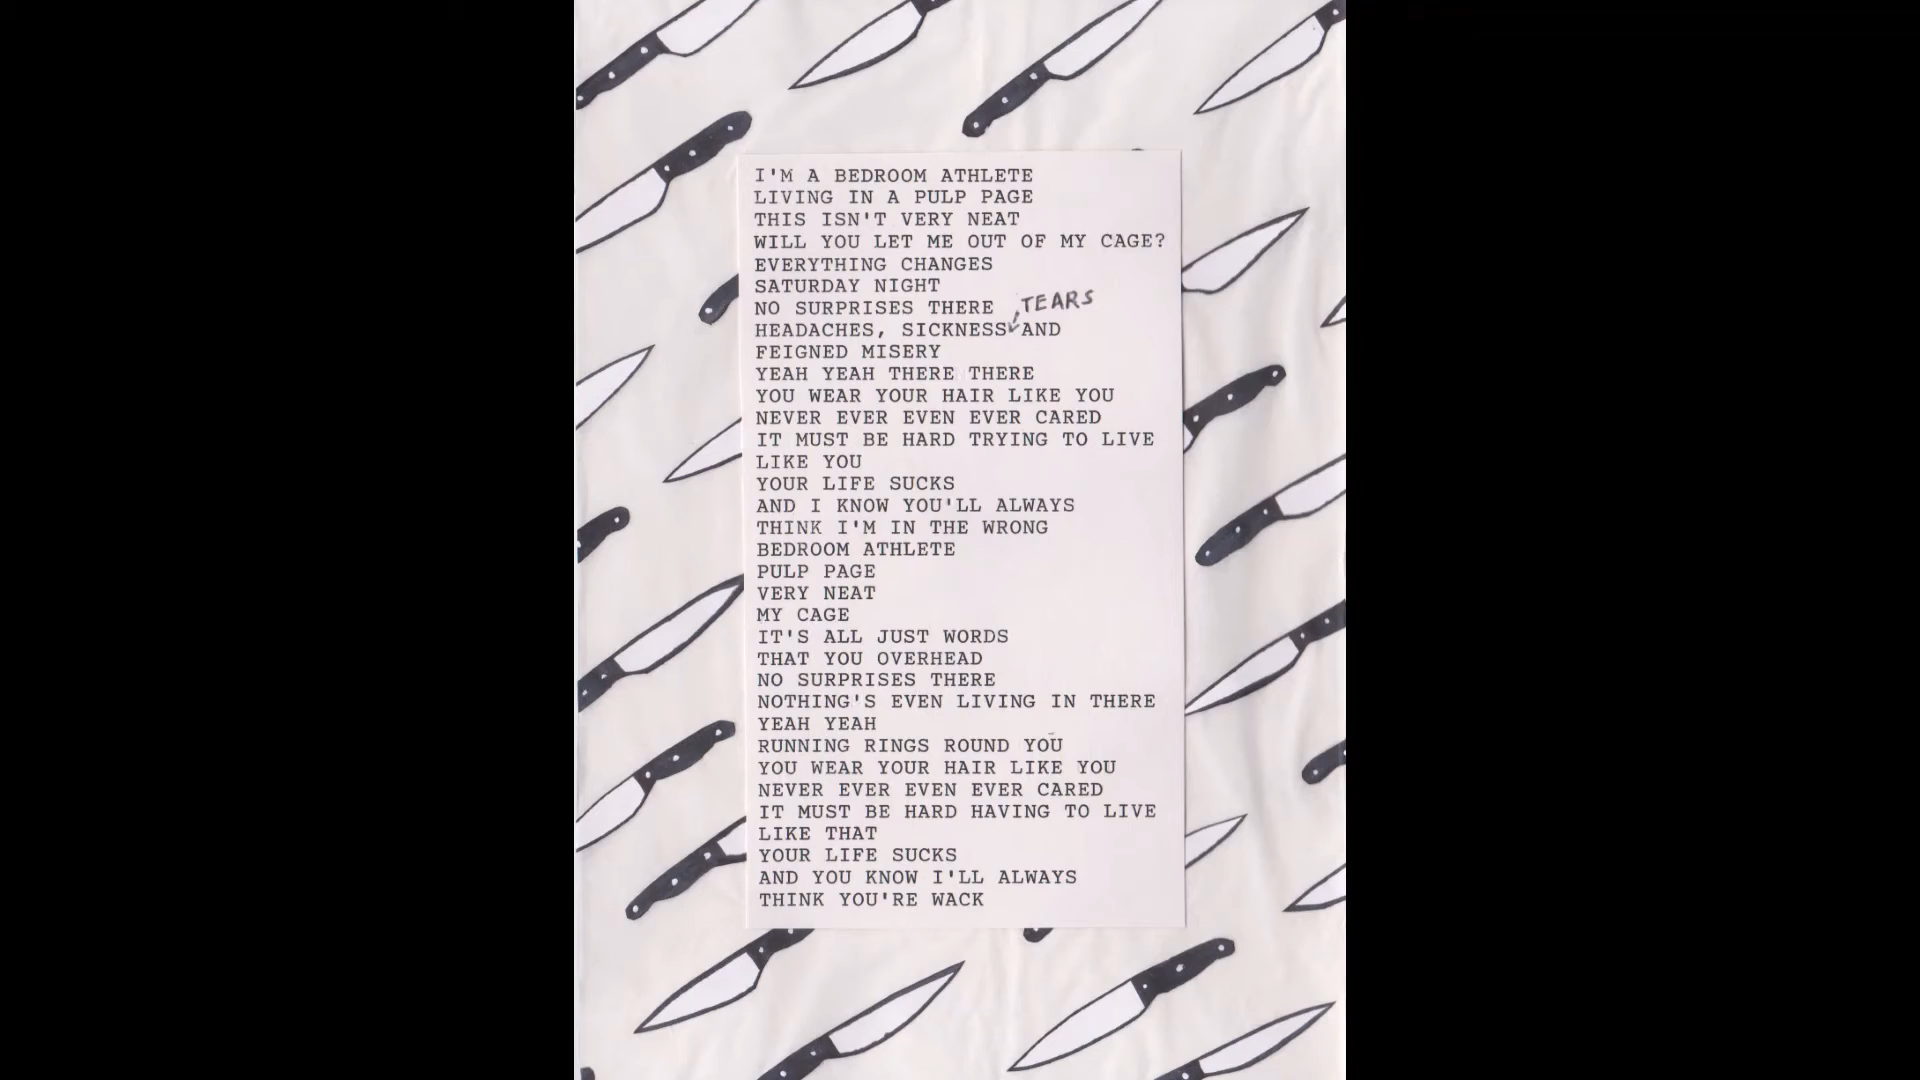 I'M A BEDROOM ATHLETE
LIVING IN A PULP PAGE
THIS ISN'T VERY NEAT
WILL YOU LET ME OUT OF MY CAGE?
EVERYTHING CHANGES
SATURDAY NIGHT
NO SURPRISES THERE
TEARS
HEADACHES, SICKNESS AND
FEIGNED MISERY
YEAH YEAH THERE THERE
YOU WEAR YOUR HAIR LIKE YOU
NEVER EVER EVEN EVER CARED
IT MUST BE HARD TRYING TO LIVE
LIKE YOU
YOUR LIFE SUCKS
AND I KNOW YOU'LL ALWAYS
THINK I'M IN THE WRONG
BEDROOM ATHLETE
PULP PAGE
VERY NEAT
MY CAGE
IT'S ALL JUST WORDS
THAT YOU OVERHEAD
NO SURPRISES THERE
NOTHING'S EVEN LIVING IN THERE
YEAH YEAH
RUNNING RINGS ROUND YOU
YOU WEAR YOUR HAIR LIKE YOU
NEVER EVER EVEN EVER CARED
IT MUST BE HARD HAVING TO LIVE
LIKE THAT
YOUR LIFE SUCKS
AND YOU KNOW I'LL ALWAYS
THINK YOU'RE WACK